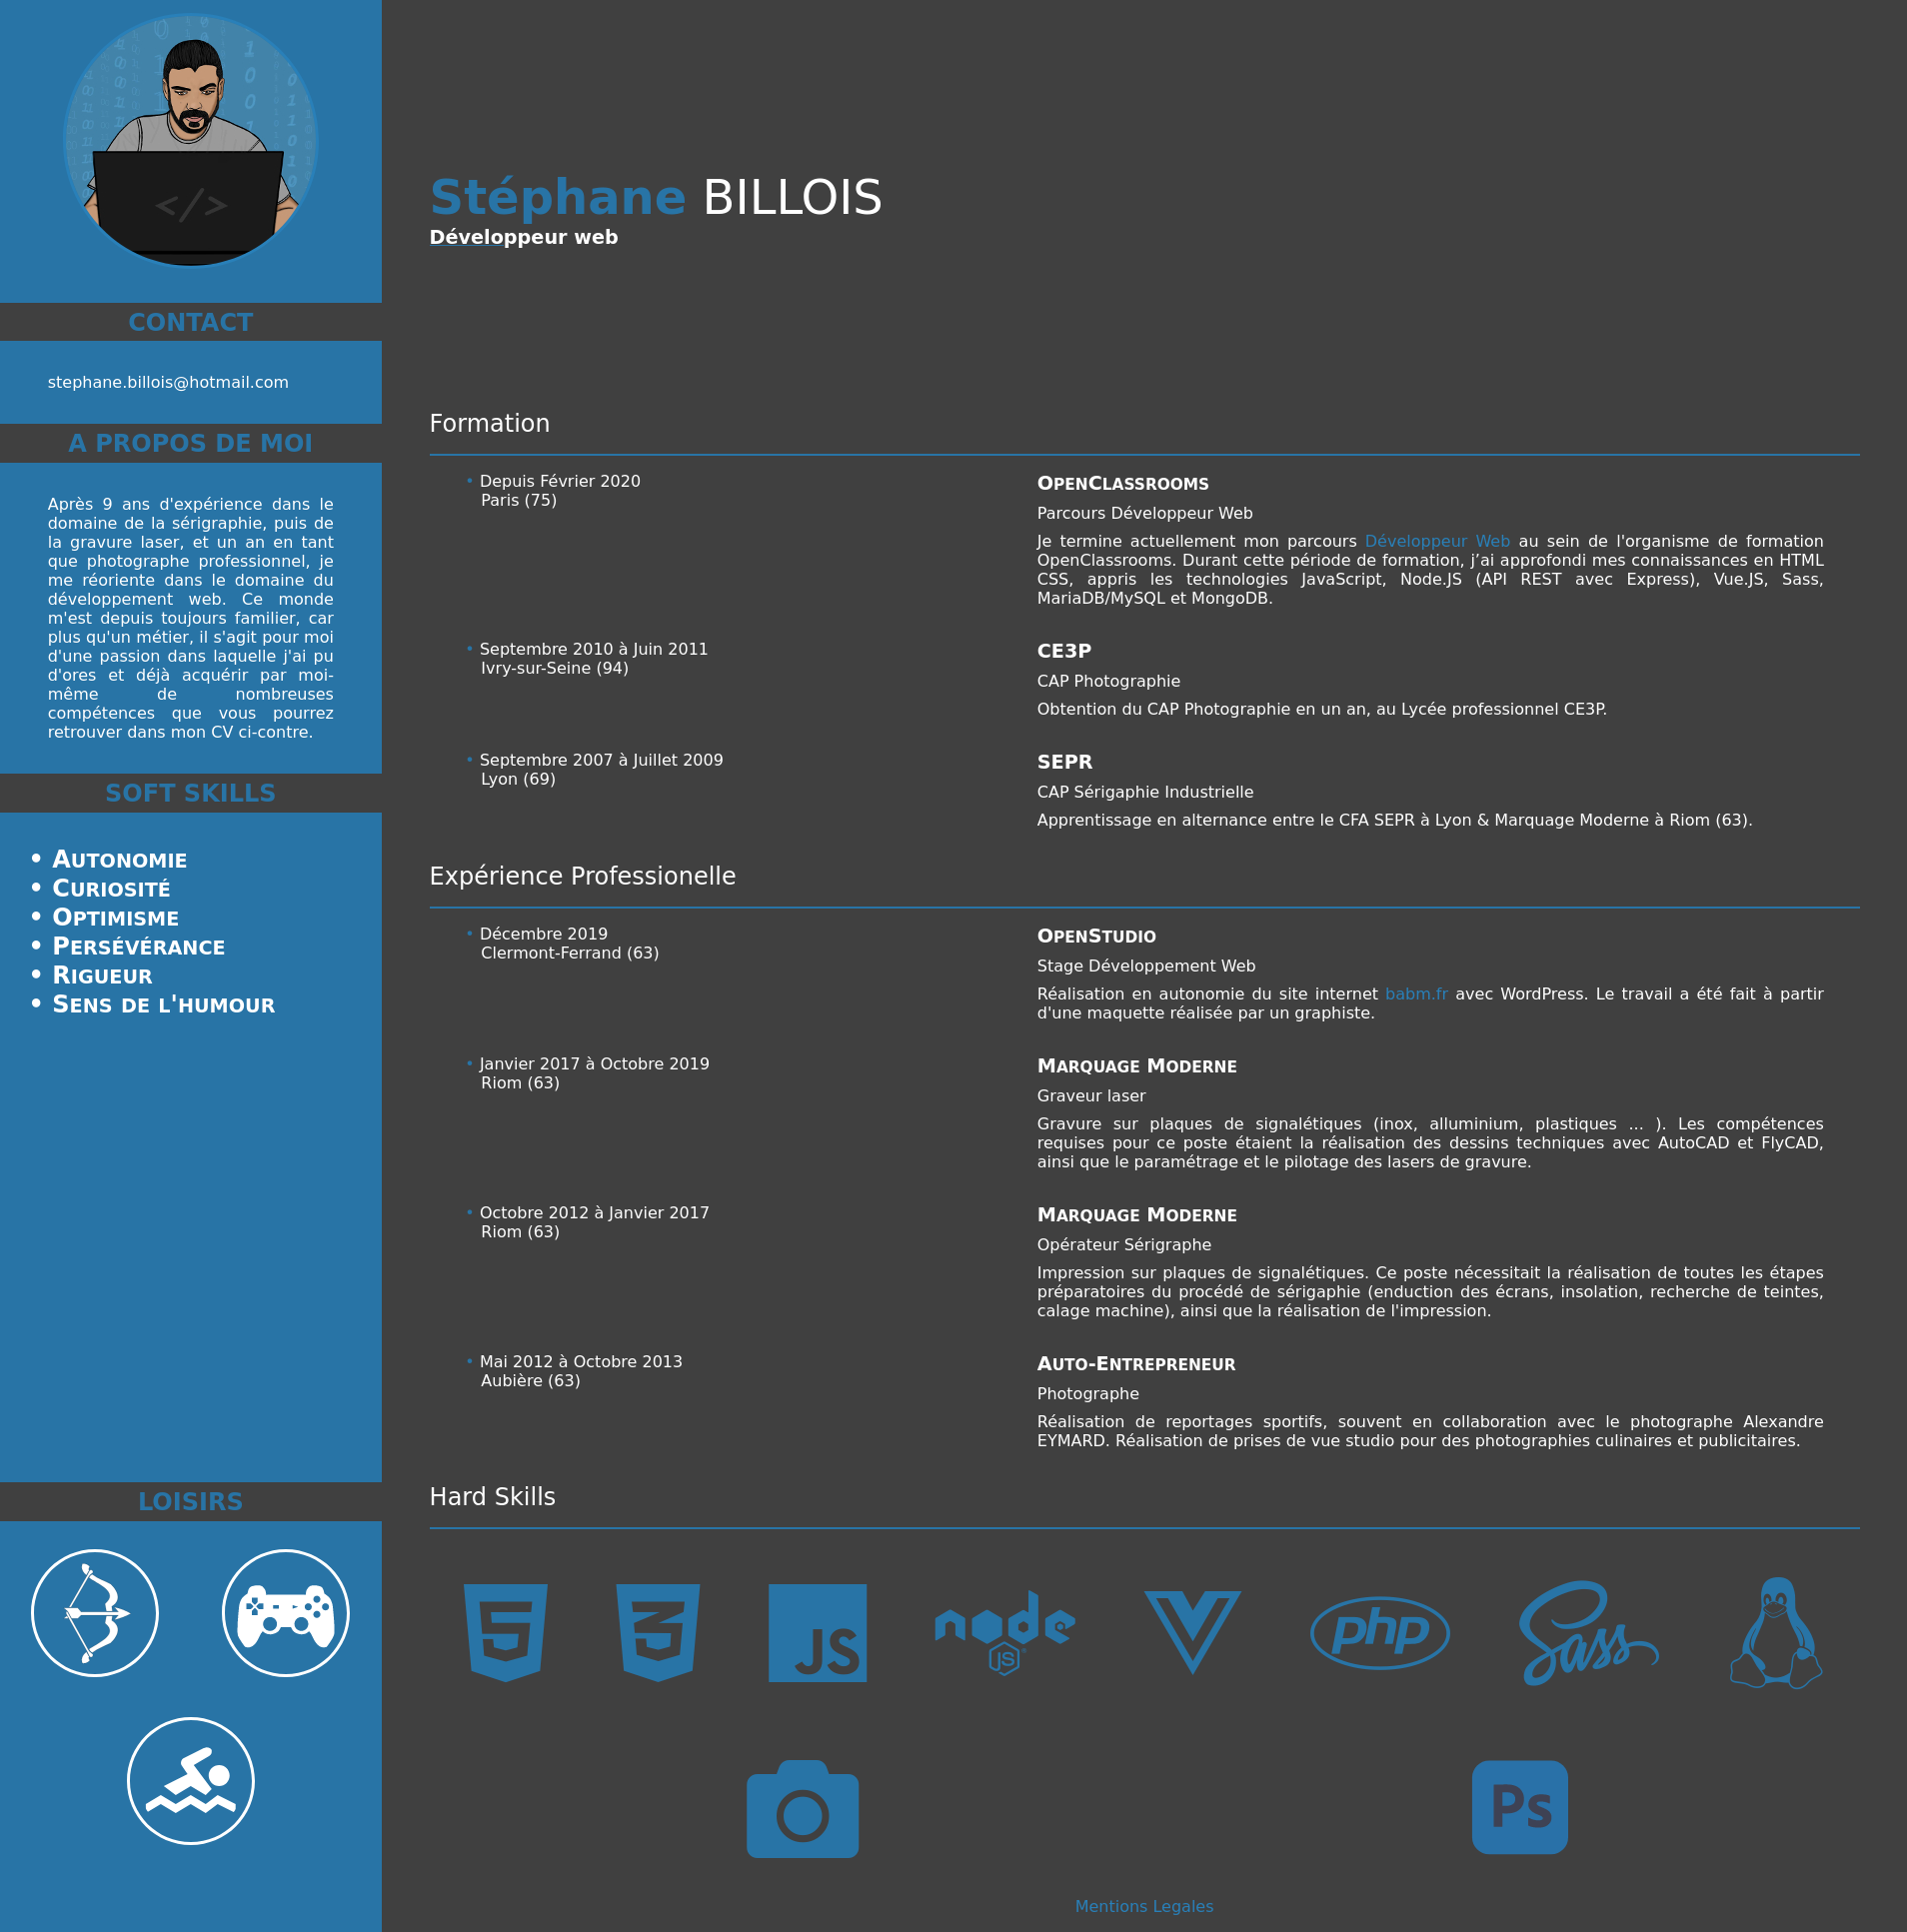 </>
CONTACT
stephane.billois@hotmail.com
A PROPOS DE MOI
Après 9 ans d'expérience dans le
domaine de la sérigraphie, puis de
la gravure laser, et un an en tant
que photographe professionnel, je
me réoriente dans le domaine du
développement web. Ce monde
m'est depuis toujours familier, car
plus qu'un métier, il s'agit pour moi
d'une passion dans laquelle j'ai pu
d'ores et déjà acquérir par moi-
même de nombreuses
compétences que vous pourrez
retrouver dans mon CV ci-contre.
SOFT SKILLS
• Autonomie
• Curiosité
• Optimisme
• Persévérance
• Rigueur
• Sens de l'humour
LOISIRS
Stéphane BILLOIS
Développeur web
Formation
• Depuis Février 2020
Paris (75)
OpenClassrooms
Parcours Développeur Web
Je termine actuellement mon parcours Développeur Web au sein de l'organisme de formation
OpenClassrooms. Durant cette période de formation, j’ai approfondi mes connaissances en HTML
CSS, appris les technologies JavaScript, Node.JS (API REST avec Express), Vue.JS, Sass,
MariaDB/MySQL et MongoDB.
• Septembre 2010 à Juin 2011
Ivry-sur-Seine (94)
CE3P
CAP Photographie
Obtention du CAP Photographie en un an, au Lycée professionnel CE3P.
• Septembre 2007 à Juillet 2009
Lyon (69)
SEPR
CAP Sérigaphie Industrielle
Apprentissage en alternance entre le CFA SEPR à Lyon & Marquage Moderne à Riom (63).
Expérience Professionelle
• Décembre 2019
Clermont-Ferrand (63)
OpenStudio
Stage Développement Web
Réalisation en autonomie du site internet babm.fr avec WordPress. Le travail a été fait à partir
d'une maquette réalisée par un graphiste.
• Janvier 2017 à Octobre 2019
Riom (63)
Marquage Moderne
Graveur laser
Gravure sur plaques de signalétiques (inox, alluminium, plastiques ... ). Les compétences
requises pour ce poste étaient la réalisation des dessins techniques avec AutoCAD et FlyCAD,
ainsi que le paramétrage et le pilotage des lasers de gravure.
• Octobre 2012 à Janvier 2017
Riom (63)
Marquage Moderne
Opérateur Sérigraphe
Impression sur plaques de signalétiques. Ce poste nécessitait la réalisation de toutes les étapes
préparatoires du procédé de sérigaphie (enduction des écrans, insolation, recherche de teintes,
calage machine), ainsi que la réalisation de l'impression.
• Mai 2012 à Octobre 2013
Aubière (63)
Auto-Entrepreneur
Photographe
Réalisation de reportages sportifs, souvent en collaboration avec le photographe Alexandre
EYMARD. Réalisation de prises de vue studio pour des photographies culinaires et publicitaires.
Hard Skills
5 3 JS node JS php Sass
Ps
Mentions Legales